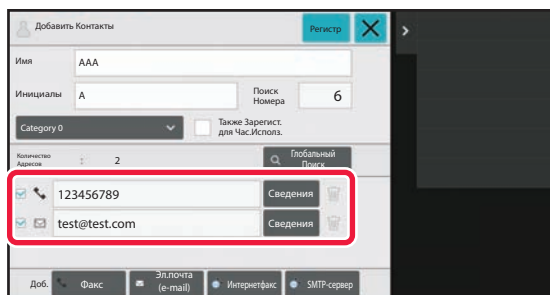 Добавить Контакты
Регистр
Имя
AAA
Инициалы
A
Поиск
Номера
6
Category 0
Также Зарегист.
для Час.Исполз.
Количество
Адресов
:
2
Глобальный
Поиск
123456789
Сведения
test@test.com
Сведения
Доб.
Факс
Эл.почта
(e-mail)
Интернетфакс
SMTP-сервер